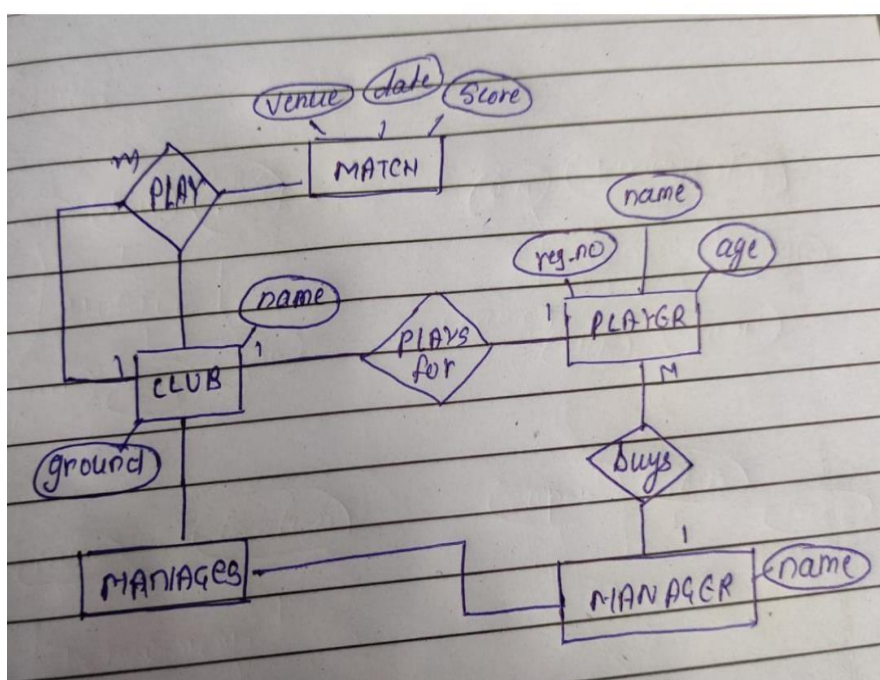 venue date Score
M
PLAY
MATCH
name
reg.no
age
name
1
PLAYER
PLAYS
for
1
1
CLUB
M
ground
buys
1
MANAGES
MANAGER
name